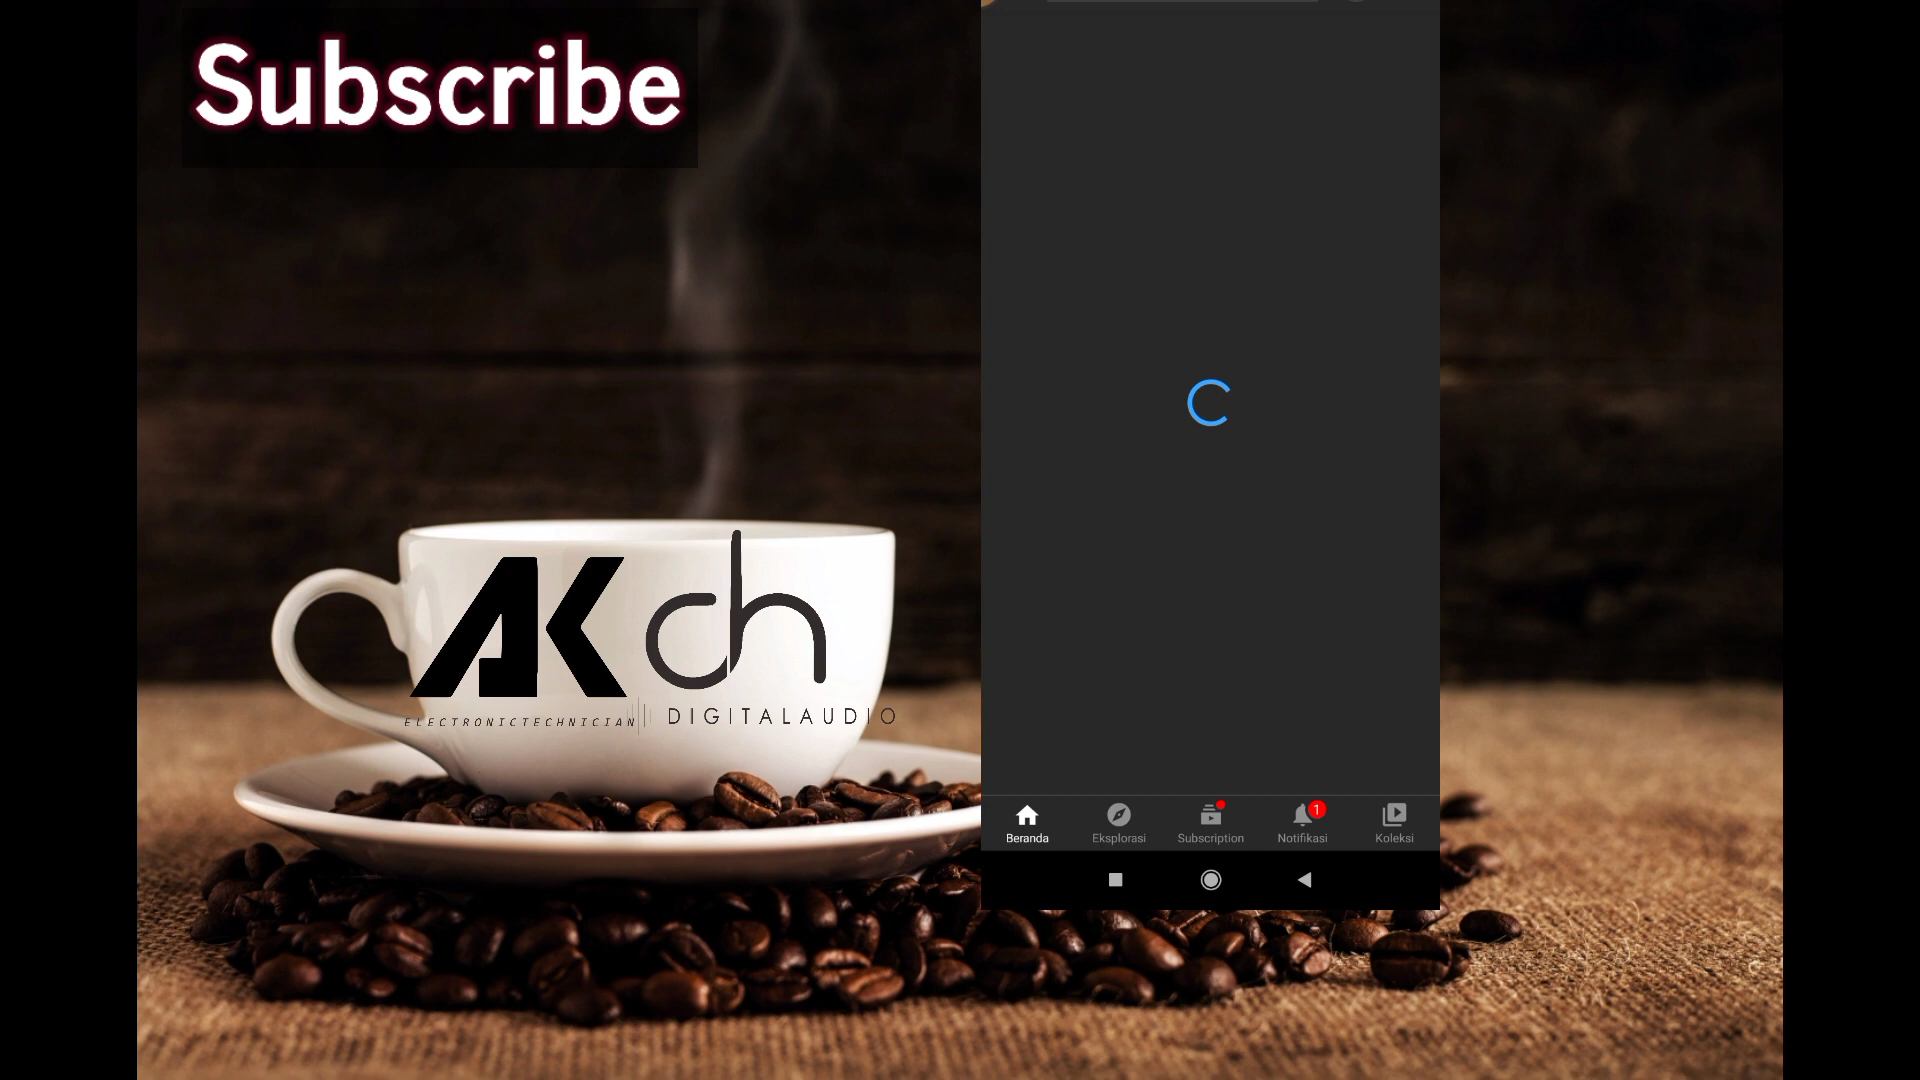 Subscribe
AK ch
ELECTRONICTECHNICIAN DIGITALAUDIO
Beranda Eksplorasi Subscription 1 Notifikasi Koleksi